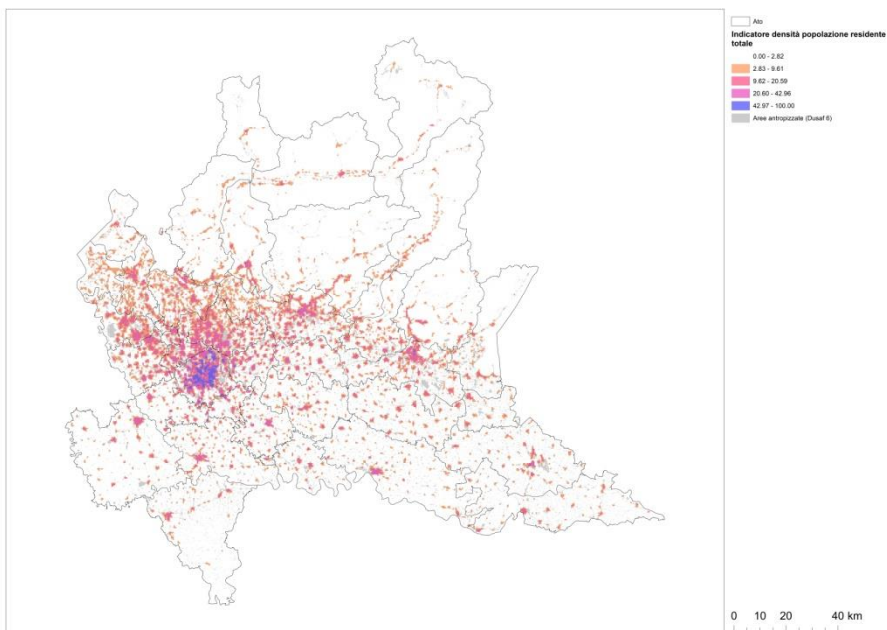 Ato
Indicatore densità popolazione residente
totale
0.00 - 2.82
2.83 - 9.61
9.62 - 20.59
20.60 - 42.96
42.97 - 100.00
Aree antropizzate (Dusaf 6)
0 10 20 40 km